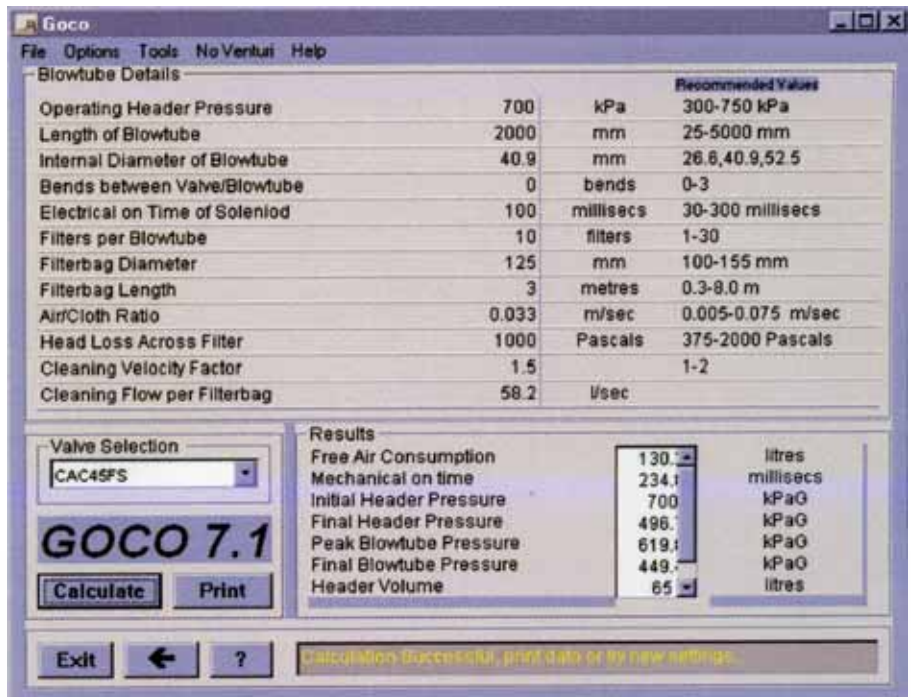 Goco
File Options Tools No Venturi Help
Blowtube Details
Recommended Values
Operating Header Pressure 700 kPa 300-750 kPa
Length of Blowtube 2000 mm 25-5000 mm
Internal Diameter of Blowtube 40.9 mm 26.6,40.9,52.5
Bends between Valve/Blowtube 0 bends 0-3
Electrical on Time of Soleniod 100 millisecs 30-300 millisecs
Filters per Blowtube 10 filters 1-30
Filterbag Diameter 125 mm 100-155 mm
Filterbag Length 3 metres 0.3-8.0 m
Air/Cloth Ratio 0.033 m/sec 0.005-0.075 m/sec
Head Loss Across Filter 1000 Pascals 375-2000 Pascals
Cleaning Velocity Factor 1.5 1-2
Cleaning Flow per Filterbag 58.2 l/sec
Valve Selection
CAC45FS
GOCO 7.1
Calculate Print
Results
Free Air Consumption 130. litres
Mechanical on time 234. millisecs
Initial Header Pressure 700 kPaG
Final Header Pressure 496. kPaG
Peak Blowtube Pressure 619. kPaG
Final Blowtube Pressure 449. kPaG
Header Volume 65 litres
Exit ?
Calculation Successful, print data or try new settings.